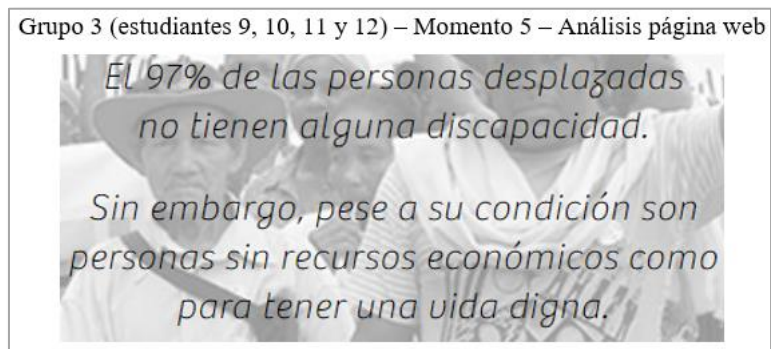 Grupo 3 (estudiantes 9, 10, 11 y 12) – Momento 5 – Análisis página web
El 97% de las personas desplazadas
no tienen alguna discapacidad.
Sin embargo, pese a su condición son
personas sin recursos económicos como
para tener una vida digna.